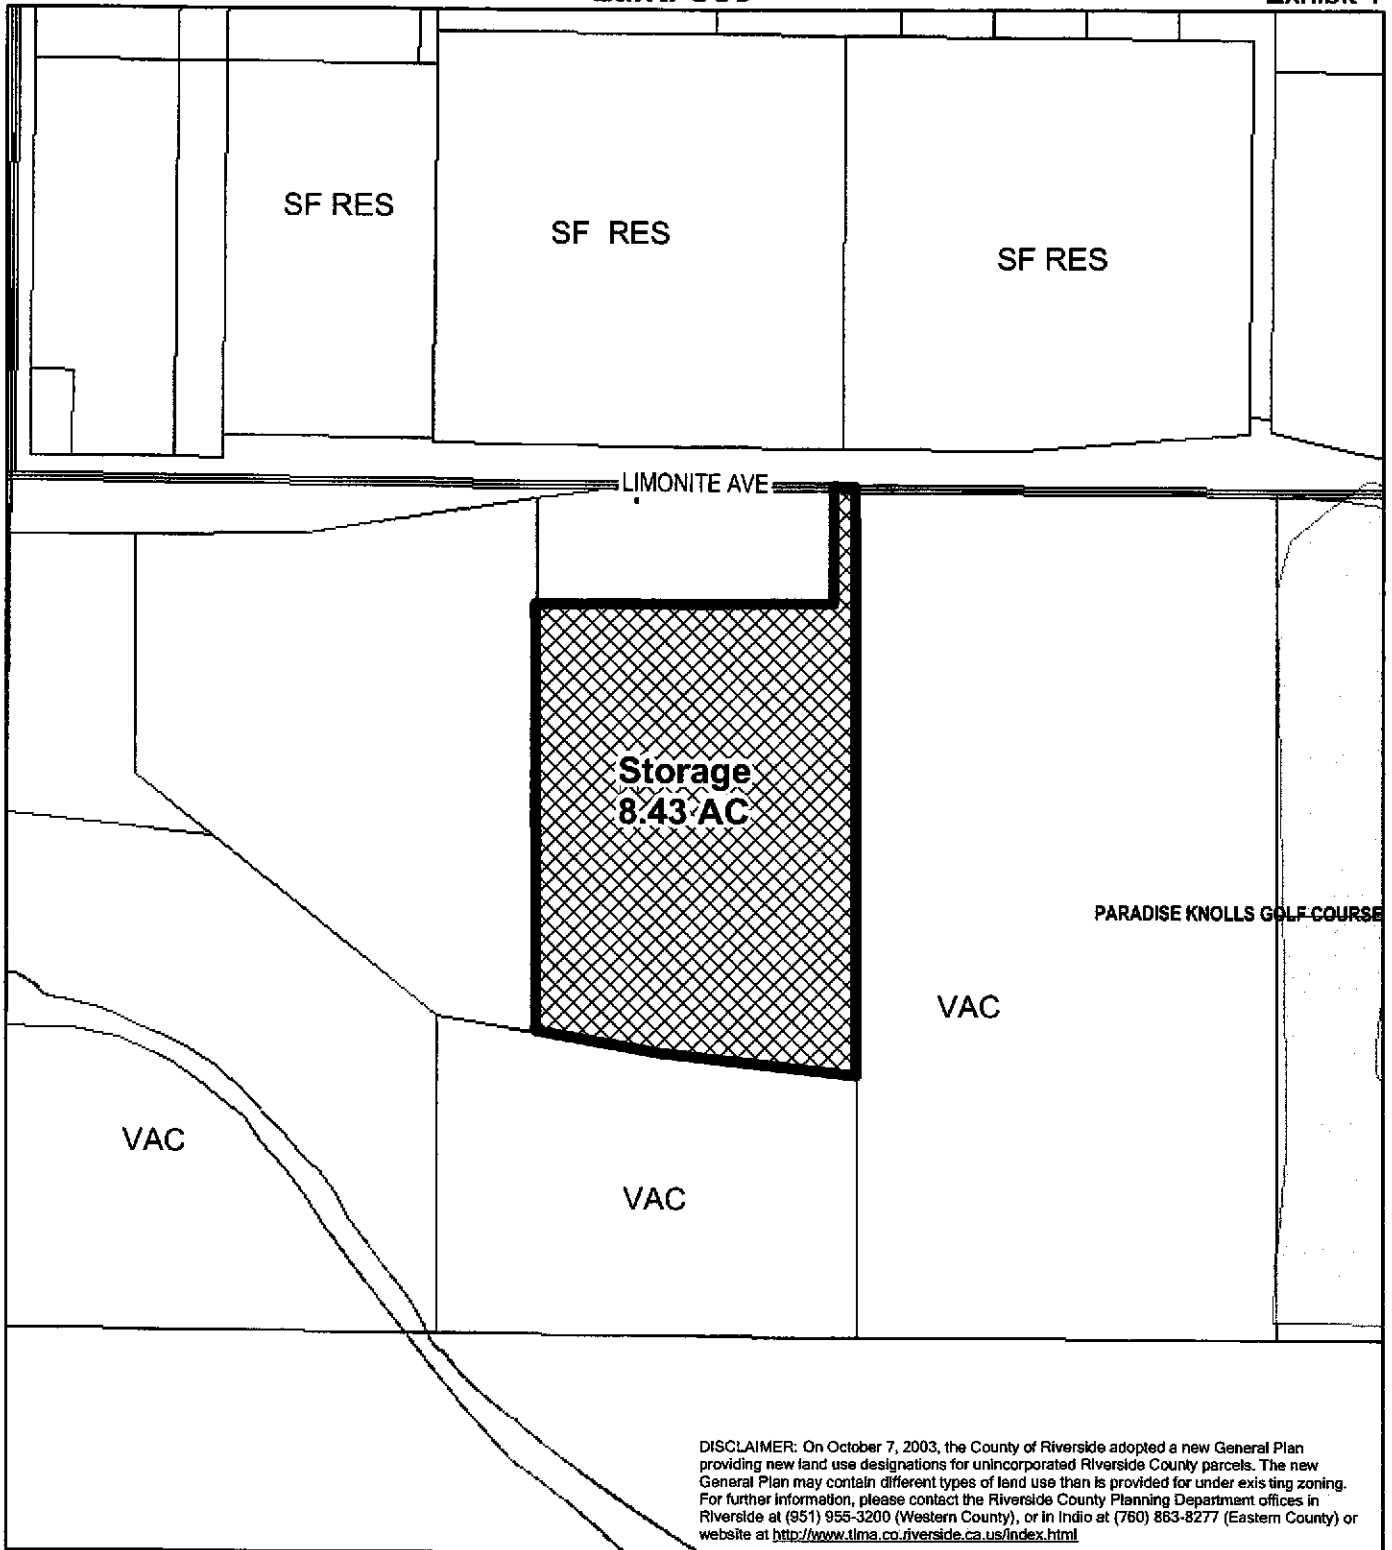 SF RES
SF RES
SF RES
LIMONITE AVE
Storage
8.43 AC
PARADISE KNOLLS GOLF COURSE
VAC
VAC
VAC
DISCLAIMER: On October 7, 2003, the County of Riverside adopted a new General Plan
providing new land use designations for unincorporated Riverside County parcels. The new
General Plan may contain different types of land use than is provided for under existing zoning.
For further information, please contact the Riverside County Planning Department offices in
Riverside at (951) 955-3200 (Western County), or in Indio at (760) 863-8277 (Eastern County) or
website at http://www.tlma.co.riverside.ca.us/index.html